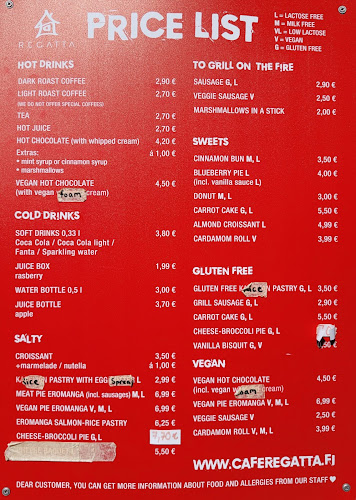 REGATTA
PRICE LIST
L = LACTOSE FREE
M = MILK FREE
VL = LOW LACTOSE
V = VEGAN
G = GLUTEN FREE
HOT DRINKS
DARK ROAST COFFEE 2,90 €
LIGHT ROAST COFFEE 2,70 €
(WE DO NOT OFFER SPECIAL COFFEES)
TEA 2,70 €
HOT JUICE 2,70 €
HOT CHOCOLATE (with whipped cream) 4,20 €
Extras: á 1,00 €
• mint syrup or cinnamon syrup
• marshmallows
VEGAN HOT CHOCOLATE 4,50 €
(with vegan foam cream)
COLD DRINKS
SOFT DRINKS 0,33 l 3,80 €
Coca Cola / Coca Cola light /
Fanta / Sparkling water
JUICE BOX 1,99 €
rasberry
WATER BOTTLE 0,5 l 3,00 €
JUICE BOTTLE 3,70 €
apple
SALTY
CROISSANT 3,50 €
+marmelade / nutella á 1,00 €
PASTRY WITH EGG Spread L 2,99 €
MEAT PIE EROMANGA (incl. sausages) M, L 6,99 €
VEGAN PIE EROMANGA V, M, L 6,99 €
EROMANGA SALMON-RICE PASTRY 6,25 €
CHEESE-BROCCOLI PIE G, L 7,70€
5,50 €
TO GRILL ON THE FIRE
SAUSAGE G, L 2,90 €
VEGGIE SAUSAGE V 2,50 €
MARSHMALLOWS IN A STICK 2,00 €
SWEETS
CINNAMON BUN M, L 3,50 €
BLUEBERRY PIE L 4,00 €
(incl. vanilla sauce L)
DONUT M, L 3,00 €
CARROT CAKE G, L 5,50 €
ALMOND CROISSANT L 4,99 €
CARDAMOM ROLL V 3,99 €
GLUTEN FREE
GLUTEN FREE PASTRY G, L 3,50 €
GRILL SAUSAGE G, L 2,90 €
CARROT CAKE G, L 5,50 €
CHEESE-BROCCOLI PIE G, L
VANILLA BISQUIT G, V
VEGAN
VEGAN HOT CHOCOLATE 4,50 €
(incl. vegan cream)
VEGAN PIE EROMANGA V, M, L 6,99 €
VEGGIE SAUSAGE V 2,50 €
CARDAMOM ROLL V, M, L 3,99 €
WWW.CAFEREGATTA.FI
DEAR CUSTOMER, YOU CAN GET MORE INFORMATION ABOUT FOOD AND ALLERGIES FROM OUR STAFF ♥